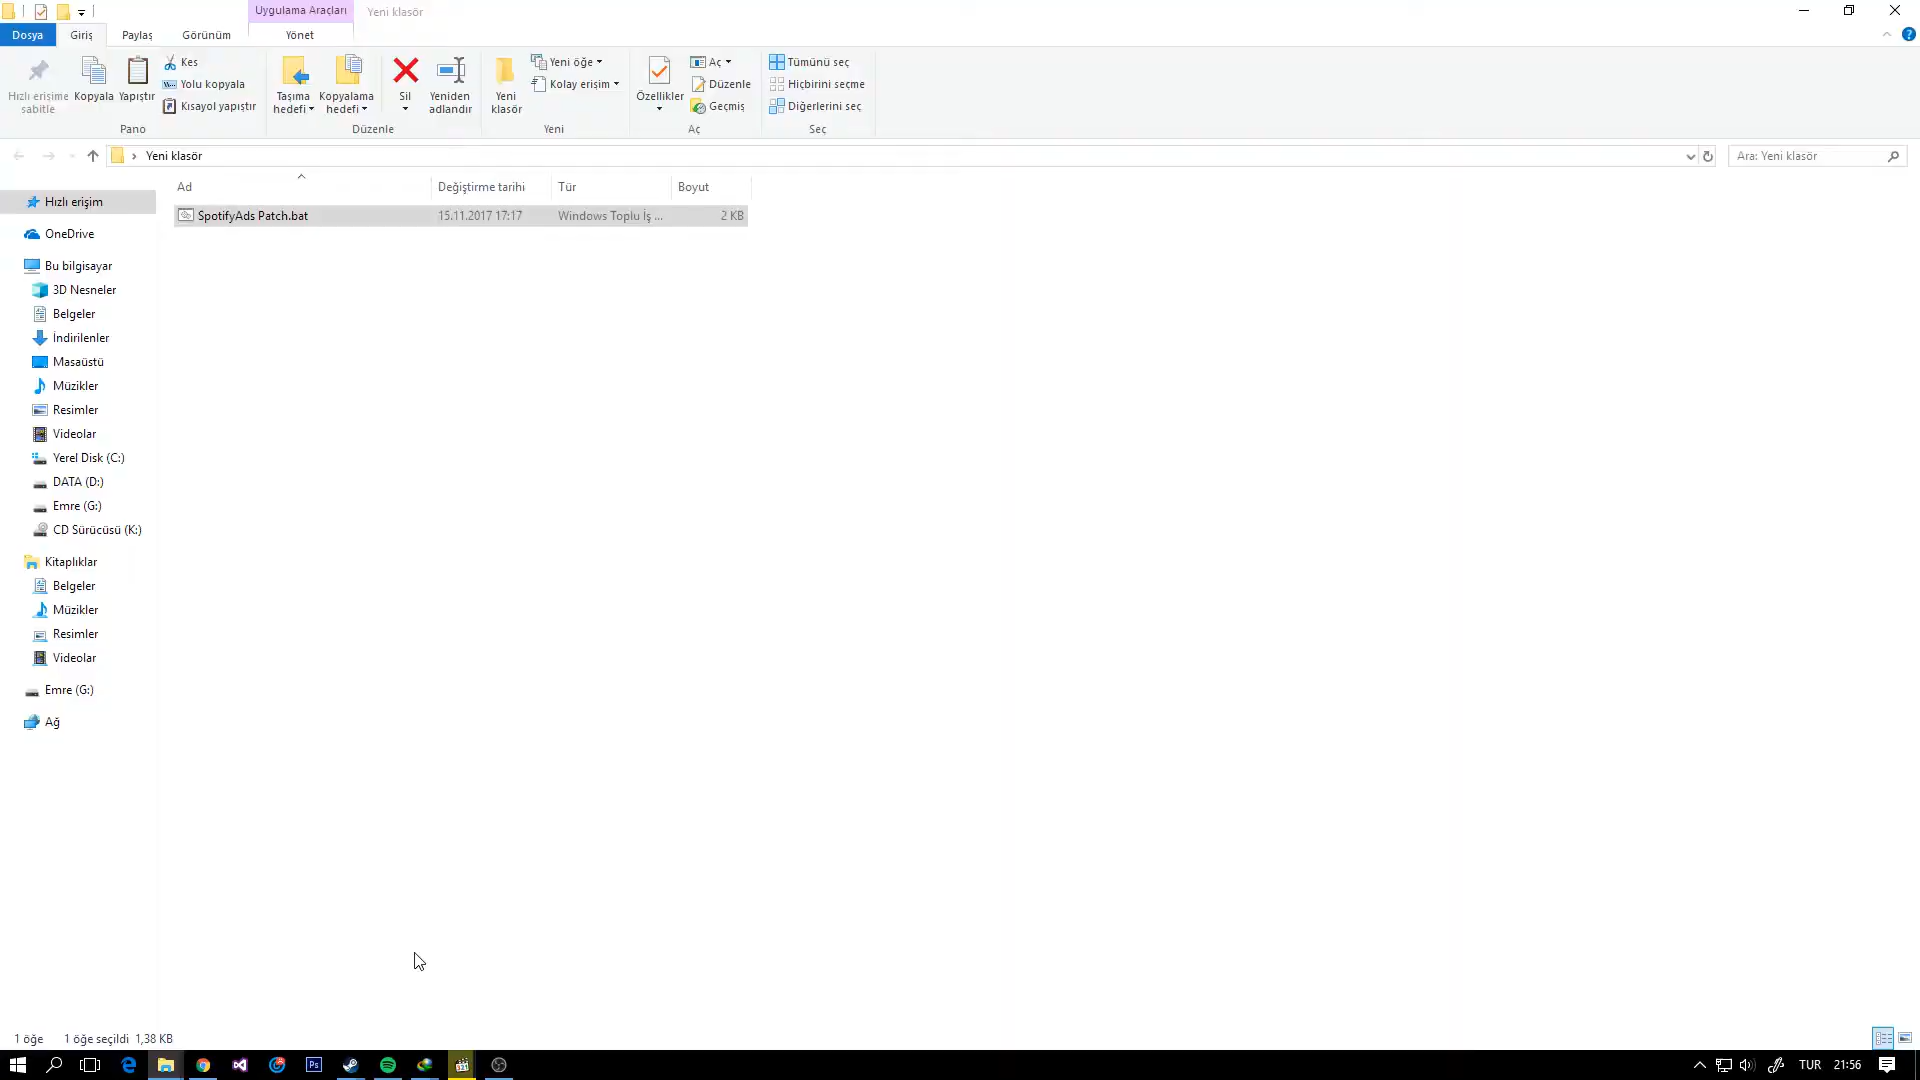 Uygulama Araçları
Yeni klasör
Dosya
Giriş
Paylaş
Görünüm
Yönet
Hızlı erişime
sabitle
Kopyala
Yapıştır
Kes
Yolu kopyala
Kısayol yapıştır
Pano
Taşıma
hedefi
Kopyalama
hedefi
Sil
Yeniden
adlandır
Düzenle
Yeni
klasör
Yeni öğe
Kolay erişim
Yeni
Özellikler
Aç
Düzenle
Geçmiş
Aç
Tümünü seç
Hiçbirini seçme
Diğerlerini seç
Seç
Yeni klasör
Ara: Yeni klasör
Ad
Değiştirme tarihi
Tür
Boyut
SpotifyAds Patch.bat
15.11.2017 17:17
Windows Toplu İş ...
2 KB
Hızlı erişim
OneDrive
Bu bilgisayar
3D Nesneler
Belgeler
İndirilenler
Masaüstü
Müzikler
Resimler
Videolar
Yerel Disk (C:)
DATA (D:)
Emre (G:)
CD Sürücüsü (K:)
Kitaplıklar
Belgeler
Müzikler
Resimler
Videolar
Emre (G:)
Ağ
1 öğe
1 öğe seçildi 1,38 KB
Ps
TUR
21:56